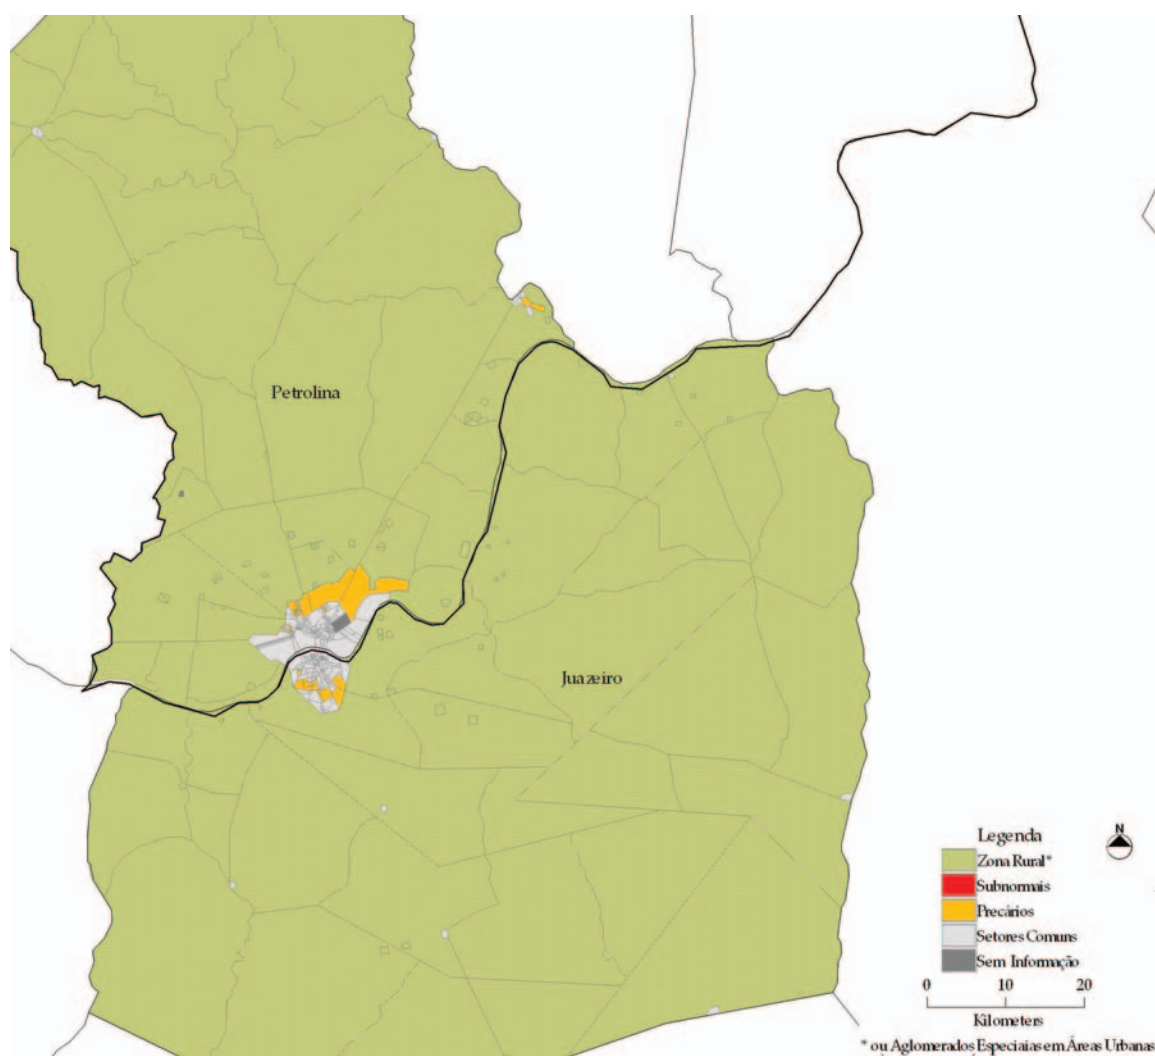 Petrolina
Juazeiro
Legenda
N
Zona Rural*
Subnormais
Precários
Setores Comuns
Sem Informação
0 10 20
Kilometers
* ou Aglomerados Especiaias em Áreas Urbanas